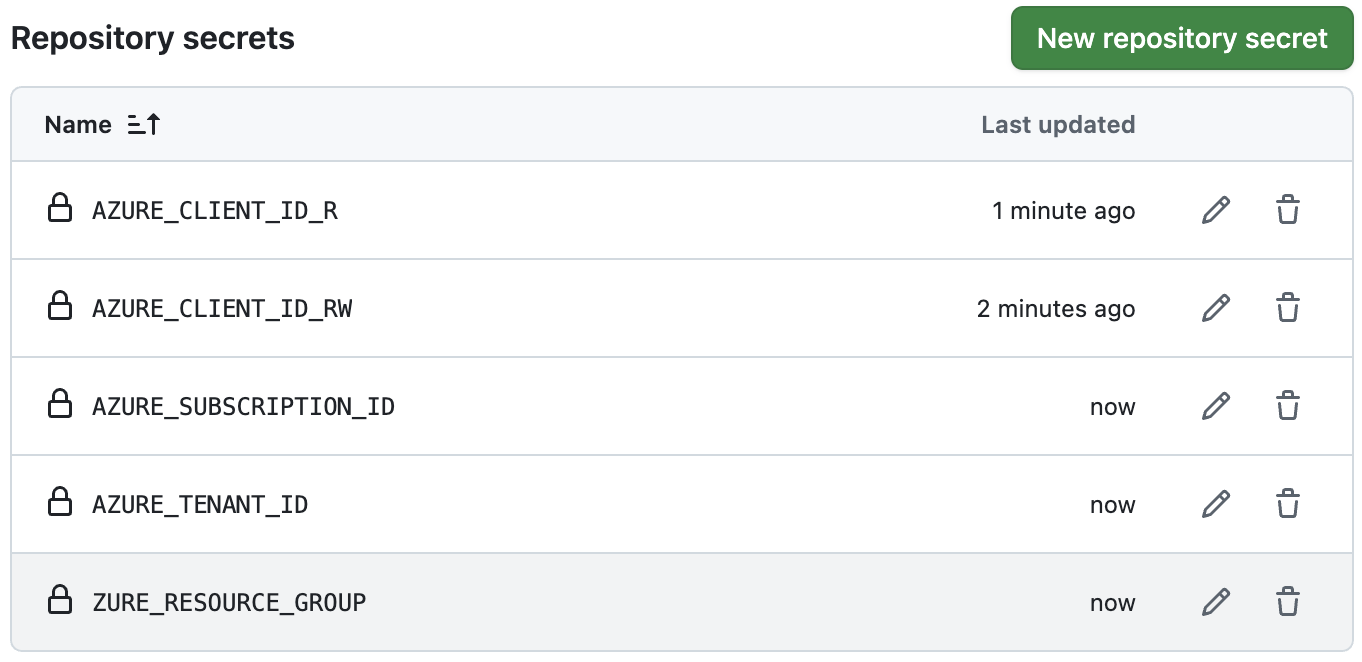 Repository secrets
New repository secret
Name
Last updated
AZURE_CLIENT_ID_R
1 minute ago
AZURE_CLIENT_ID_RW
2 minutes ago
AZURE_SUBSCRIPTION_ID
now
AZURE_TENANT_ID
now
ZURE_RESOURCE_GROUP
now